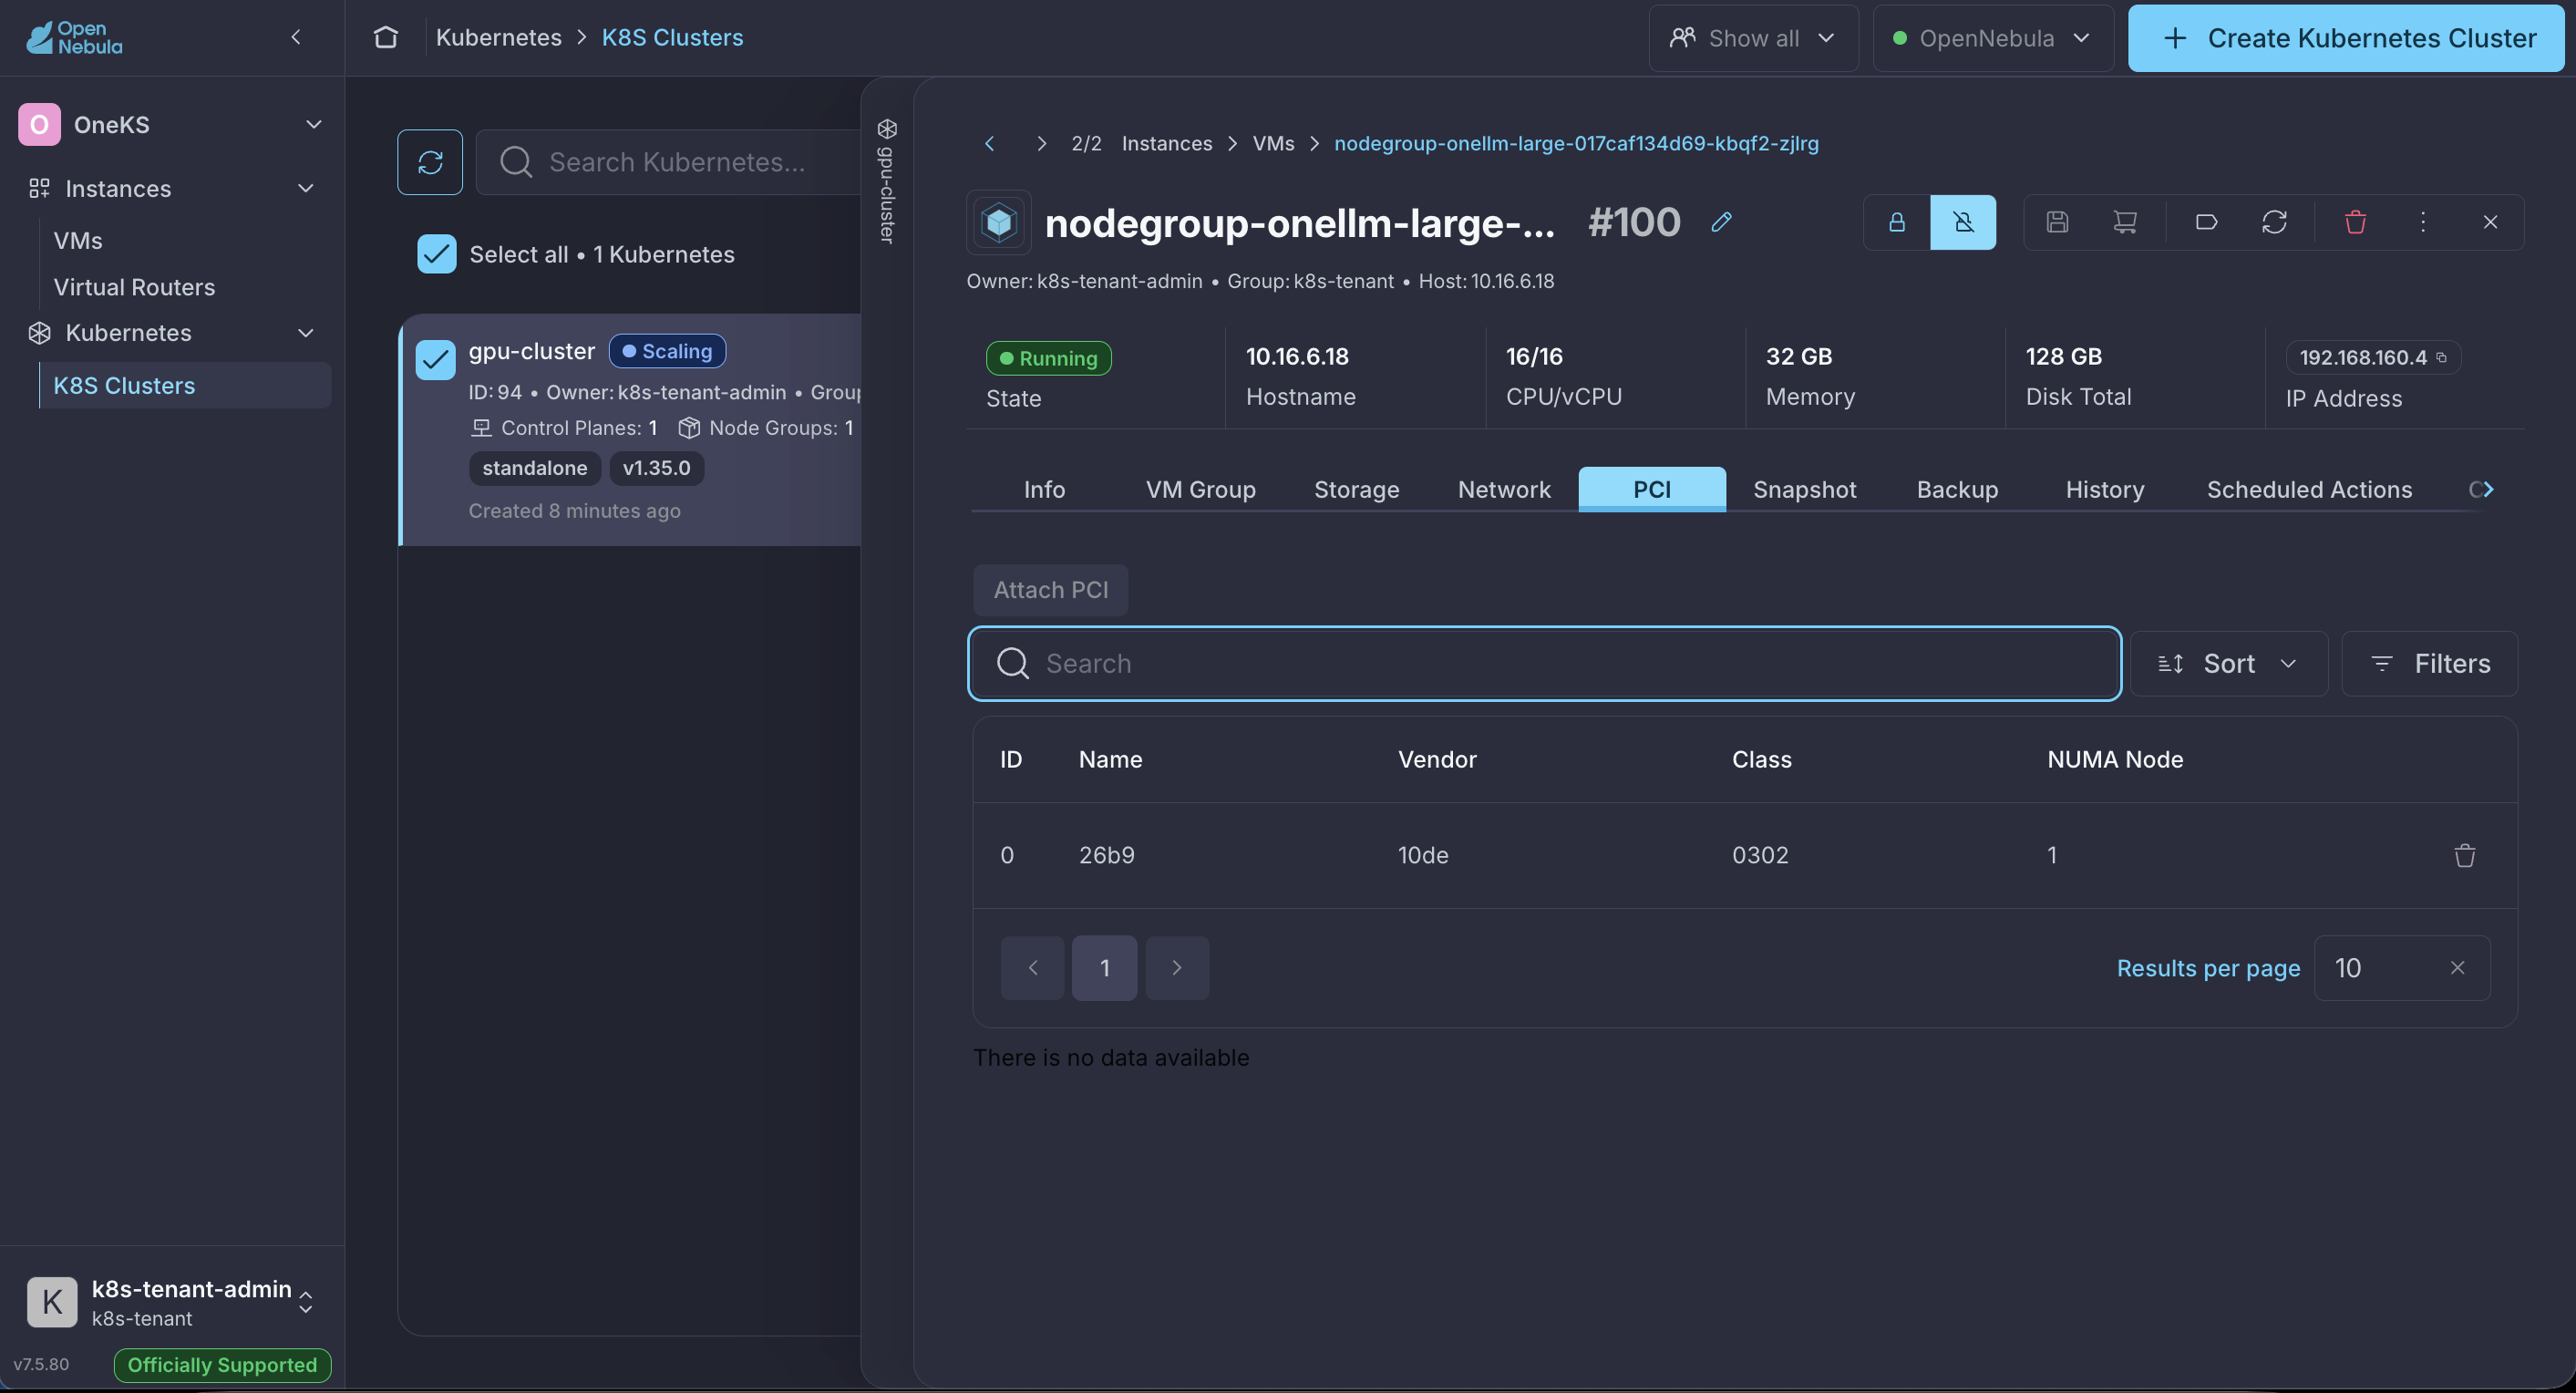 Open
Nebula
Kubernetes
K8S Clusters
Show all
OpenNebula
Create Kubernetes Cluster
O
OneKS
Instances
VMs
Virtual Routers
Kubernetes
K8S Clusters
K
k8s-tenant-admin
k8s-tenant
v7.5.80
Officially Supported
Search Kubernetes...
Select all • 1 Kubernetes
gpu-cluster
Scaling
ID: 94 • Owner: k8s-tenant-admin •
Control Planes: 1 Node Groups: 1
standalone
v1.35.0
Created 8 minutes ago
gpu-cluster
2/2 Instances VMs nodegroup-onellm-large-017caf134d69-kbqf2-zjlrg
nodegroup-onellm-large-... #100
Owner: k8s-tenant-admin • Group: k8s-tenant • Host: 10.16.6.18
Running
State
10.16.6.18
Hostname
16/16
CPU/vCPU
32 GB
Memory
128 GB
Disk Total
192.168.160.4
IP Address
Info VM Group Storage Network PCI Snapshot Backup History Scheduled Actions
Attach PCI
Search
Sort
Filters
ID Name Vendor Class NUMA Node
0 26b9 10de 0302 1
1
Results per page 10
There is no data available